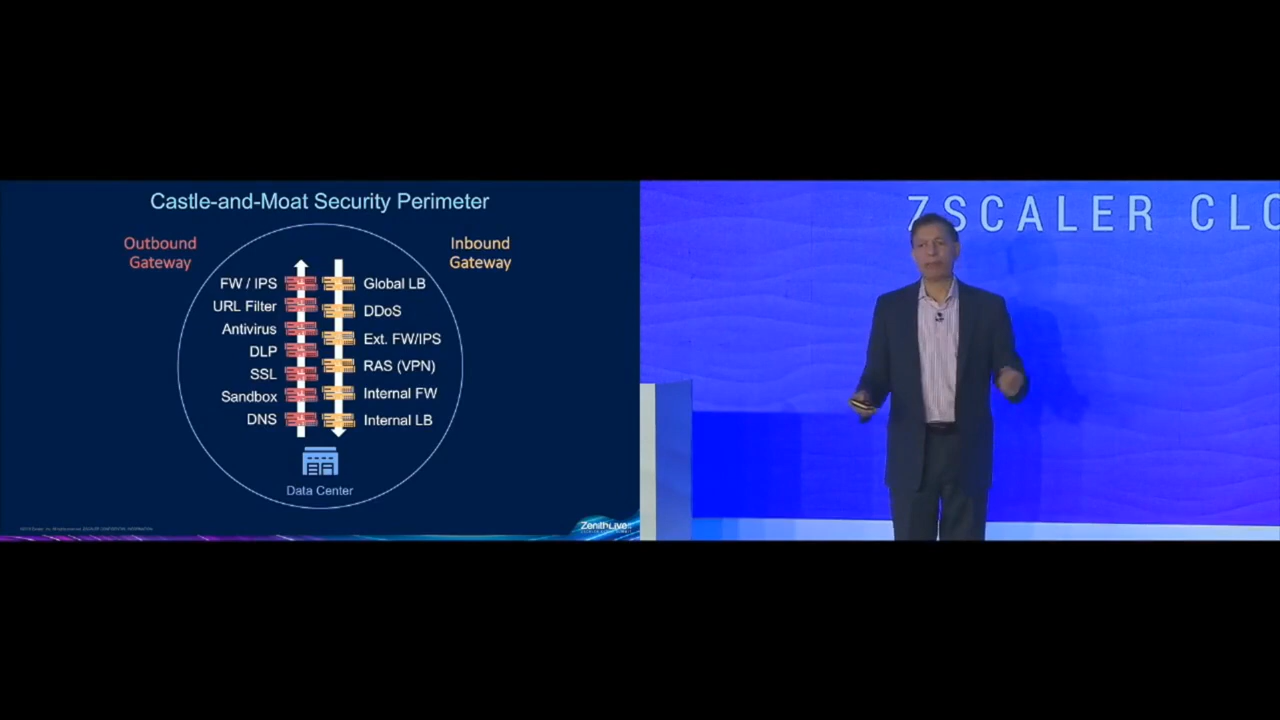 Castle-and-Moat Security Perimeter
Outbound
Gateway
Inbound
Gateway
FW / IPS
URL Filter
Antivirus
DLP
SSL
Sandbox
DNS
Global LB
DDoS
Ext. FW/IPS
RAS (VPN)
Internal FW
Internal LB
Data Center
ZenithLive
ZSCALER CLO